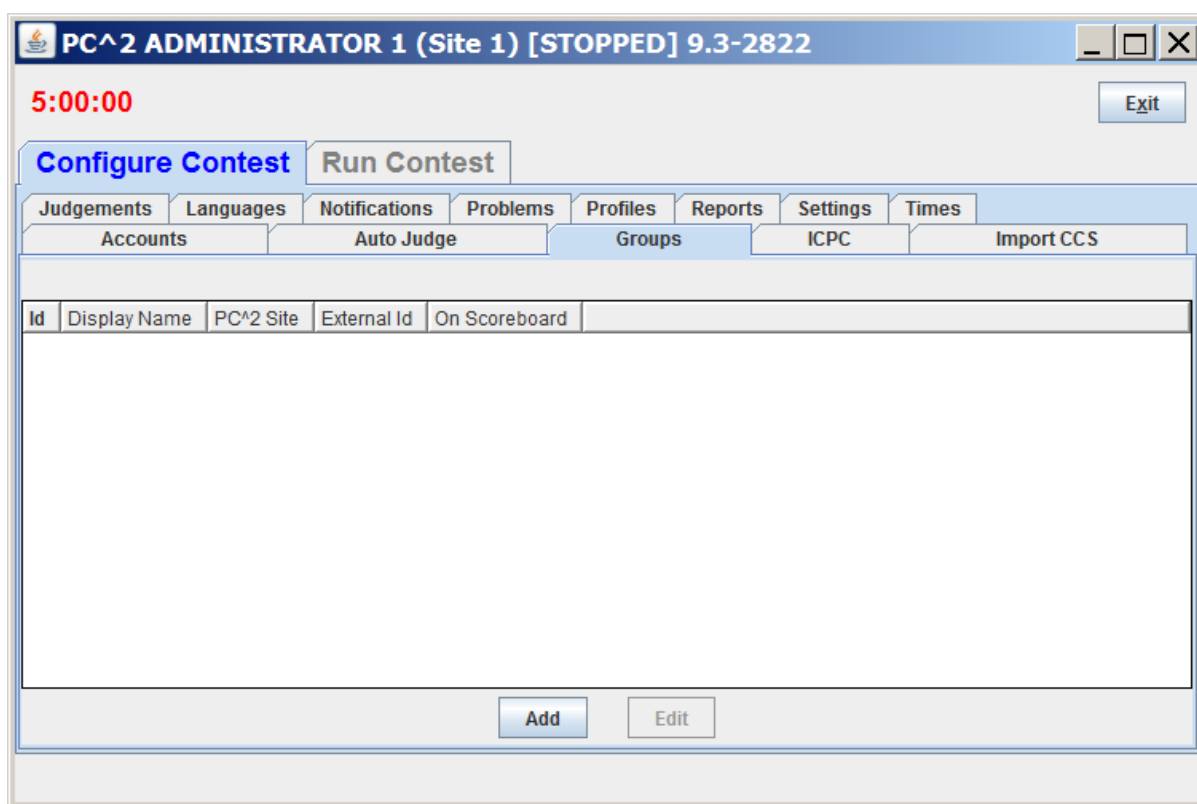 PC^2 ADMINISTRATOR 1 (Site 1) [STOPPED] 9.3-2822
5:00:00 Exit
Configure Contest Run Contest
Judgements Languages Notifications Problems Profiles Reports Settings Times
Accounts Auto Judge Groups ICPC Import CCS
Id Display Name PC^2 Site External Id On Scoreboard
Add Edit